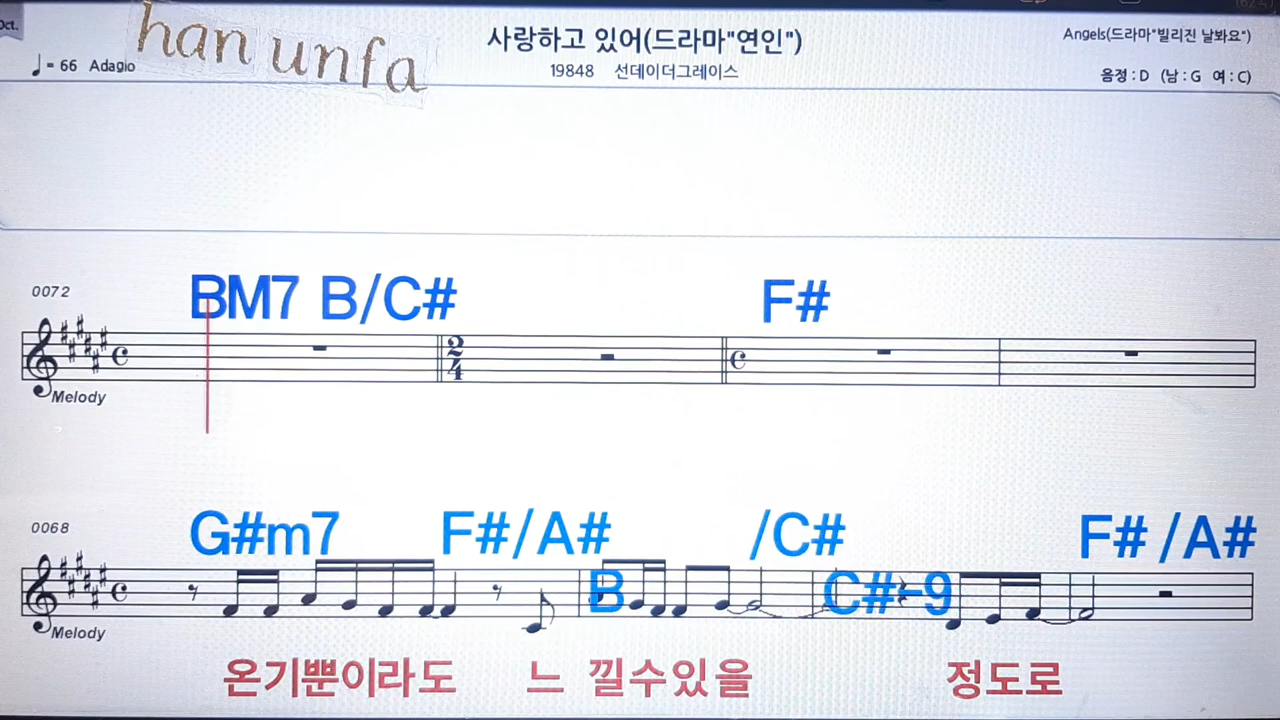 Oct.
han unfa
사랑하고 있어(드라마"연인")
Angels(드라마"빌리진 날봐요")
♩= 66 Adagio
19848 선데이더그레이스
음정 : D (남 : G 여 : C)
0072
BM7 B/C# F#
2
4
Melody
0068
G#m7 F#/A# /C# F# /A#
B C#-9
Melody
온기뿐이라도 느 낄수있을 정도로